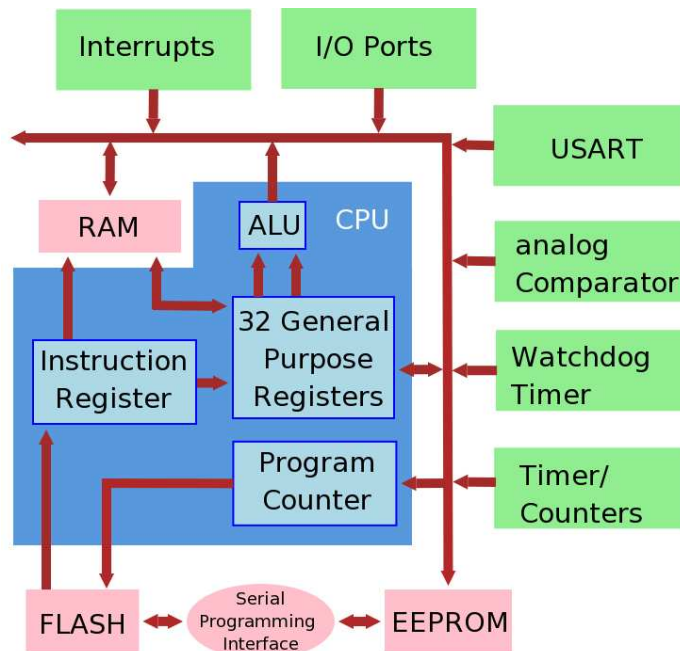 Interrupts
I/O Ports
USART
RAM
ALU
CPU
analog
Comparator
32 General
Purpose
Registers
Instruction
Register
Watchdog
Timer
Program
Counter
Timer/
Counters
FLASH
Serial
Programming
Interface
EEPROM